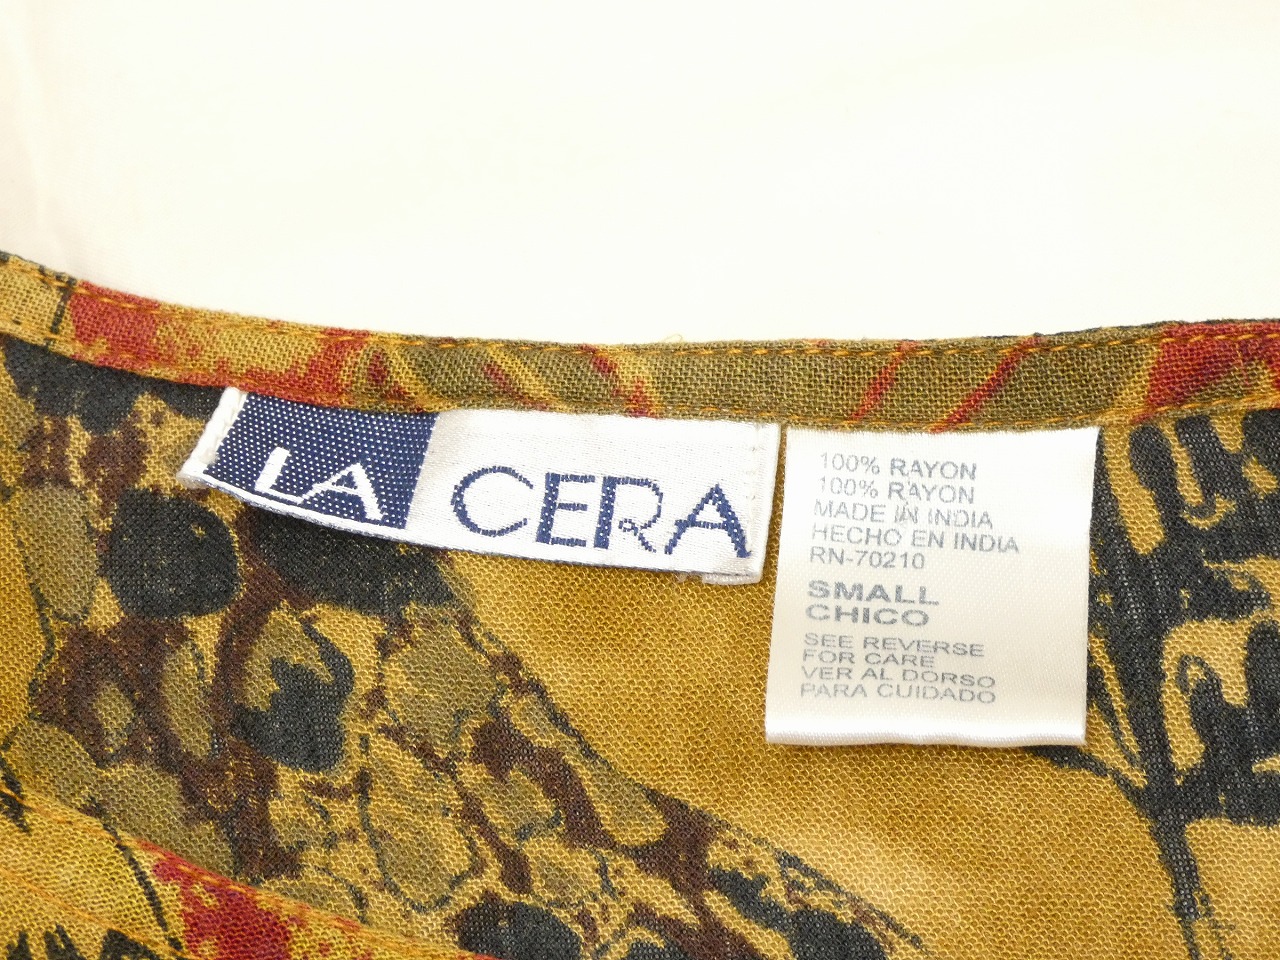 LA CERA
100% RAYON
100% RAYON
MADE IN INDIA
HECHO EN INDIA
RN-70210
SMALL
CHICO
SEE REVERSE
FOR CARE
VER AL DORSO
PARA CUIDADO